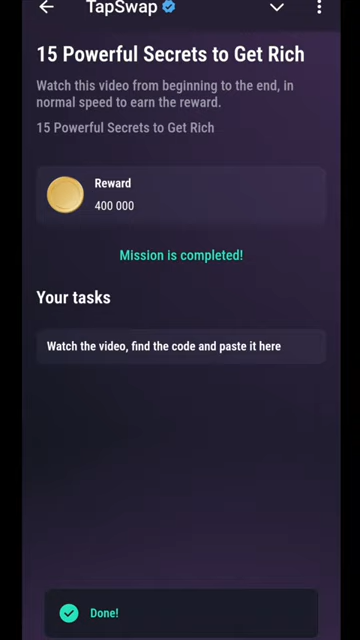 TapSwap
15 Powerful Secrets to Get Rich
Watch this video from beginning to the end, in
normal speed to earn the reward.
15 Powerful Secrets to Get Rich
Reward
400 000
Mission is completed!
Your tasks
Watch the video, find the code and paste it here
Done!